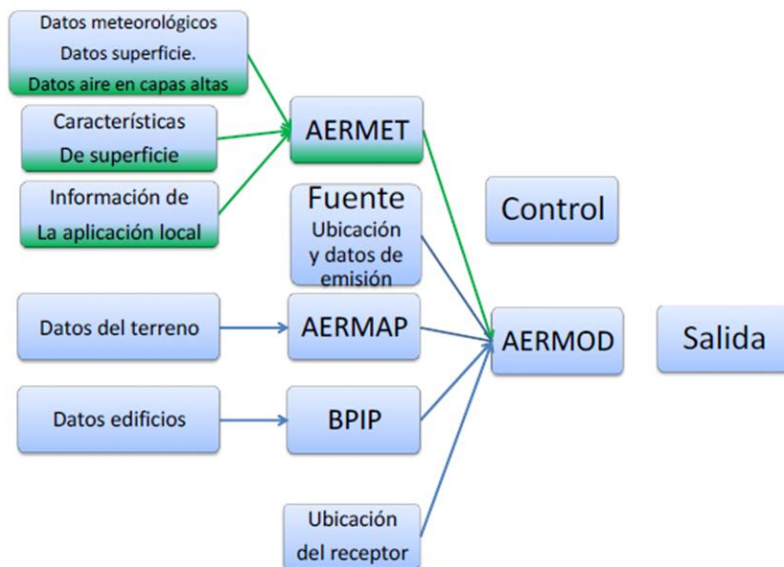 Datos meteorológicos
Datos superficie.
Datos aire en capas altas
Características
De superficie
Información de
La aplicación local
AERMET
Fuente
Ubicación
y datos de
emisión
Control
Datos del terreno
AERMAP
AERMOD
Salida
Datos edificios
BPIP
Ubicación
del receptor